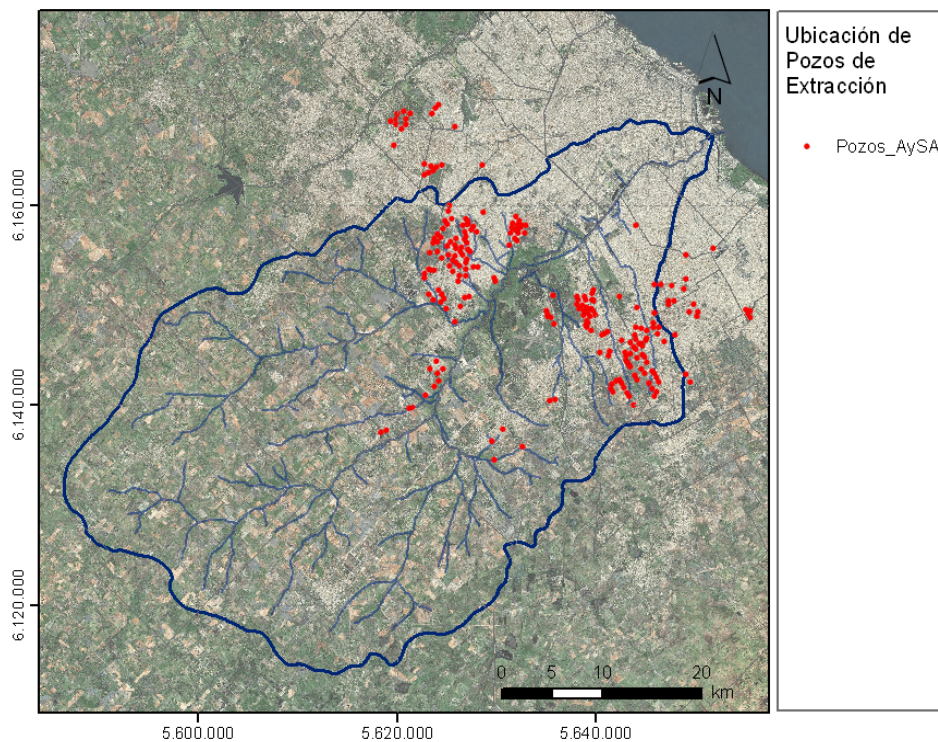 Ubicación de
Pozos de
Extracción
Pozos_AySA
N
6.160.000
6.140.000
6.120.000
0 5 10 20
km
5.600.000 5.620.000 5.640.000